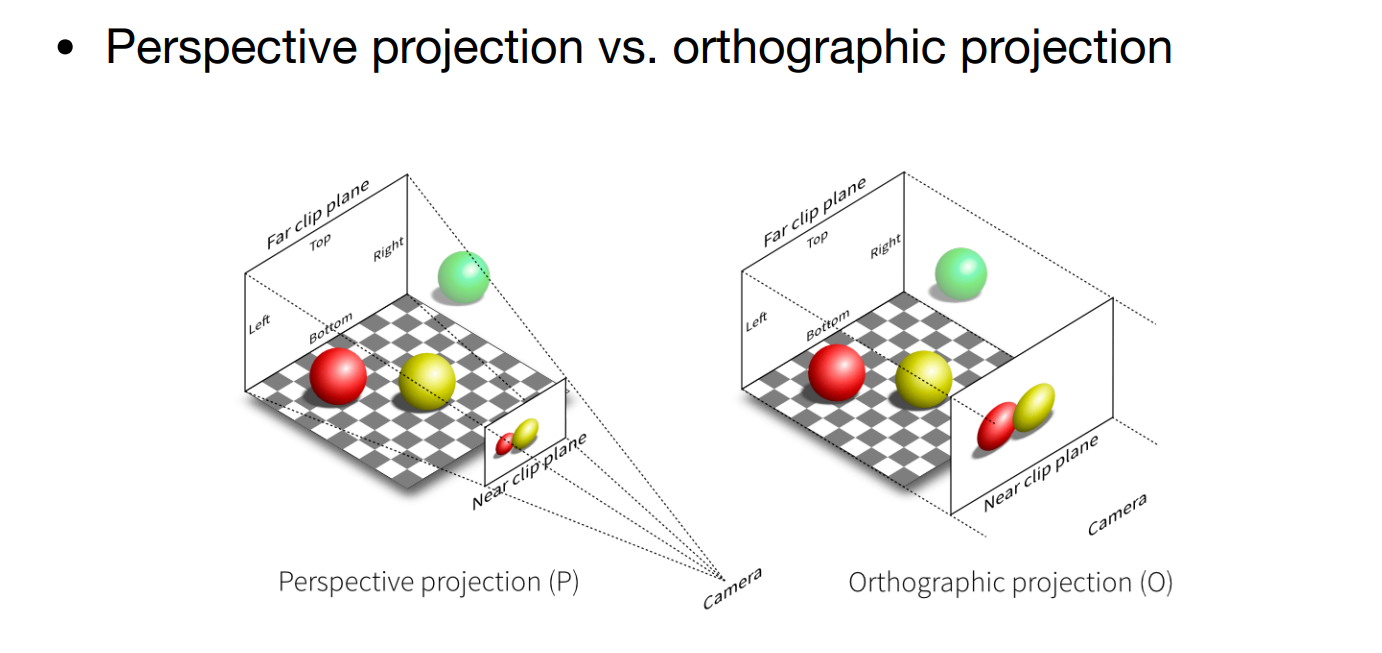 • Perspective projection vs. orthographic projection
Far clip plane
Top
Right
Left
Bottom
Near clip plane
Camera
Perspective projection (P)
Far clip plane
Top
Right
Left
Bottom
Near clip plane
Camera
Orthographic projection (O)